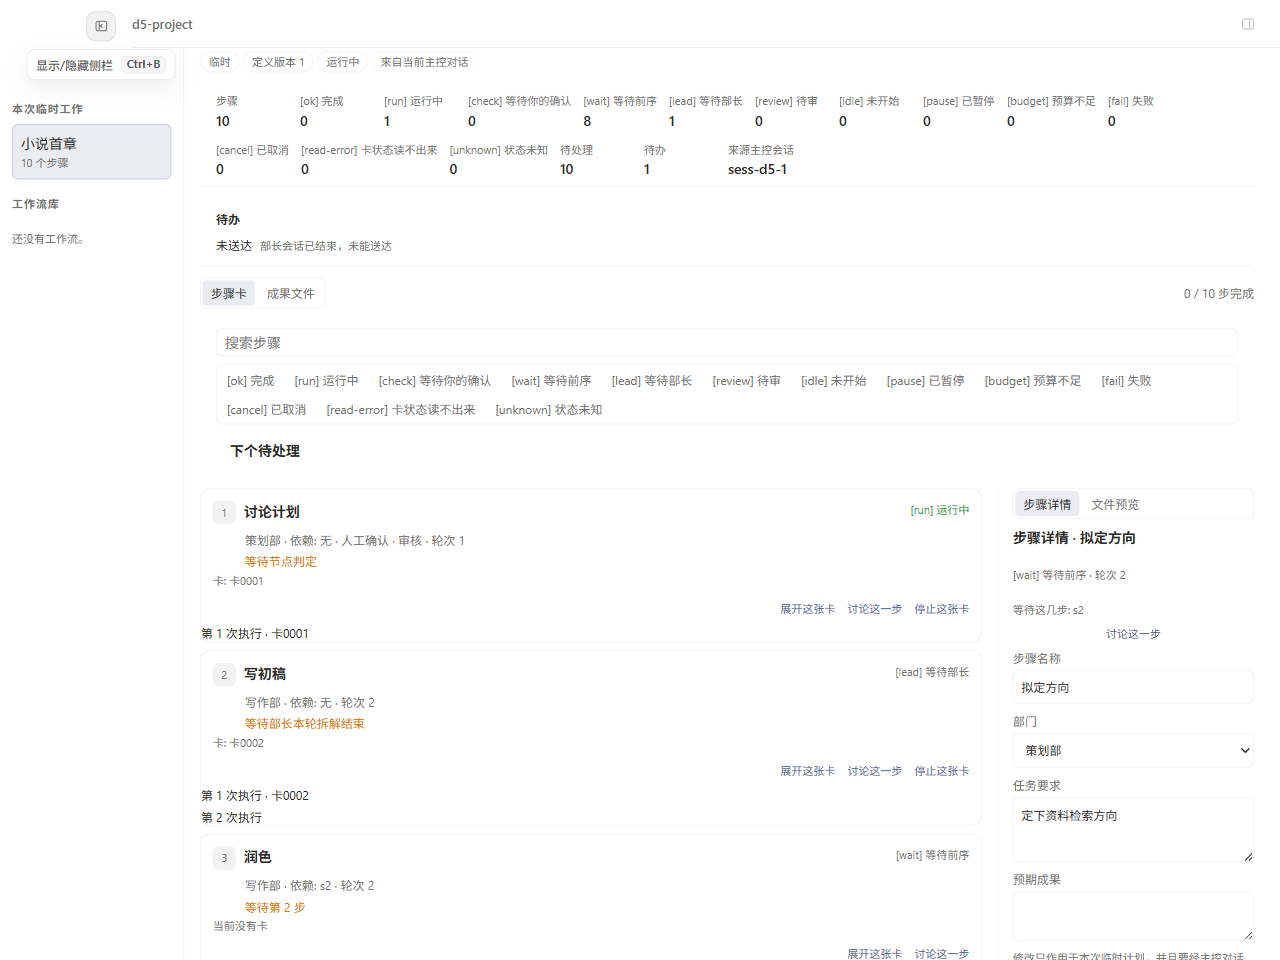 d5-project
显示/隐藏侧栏 Ctrl+B
本次临时工作
小说首章
10 个步骤
工作流库
还没有工作流。
临时 定义版本 1 运行中 来自当前主控对话
步骤 [ok] 完成 [run] 运行中 [check] 等待你的确认 [wait] 等待前序 [lead] 等待部长 [review] 待审 [idle] 未开始 [pause] 已暂停 [budget] 预算不足 [fail] 失败
10 0 1 0 8 1 0 0 0 0 0
[cancel] 已取消 [read-error] 卡状态读不出来 [unknown] 状态未知 待处理 待办 来源主控会话
0 0 0 10 1 sess-d5-1
待办
未送达 部长会话已结束，未能送达
步骤卡 成果文件 0 / 10 步完成
搜索步骤
[ok] 完成 [run] 运行中 [check] 等待你的确认 [wait] 等待前序 [lead] 等待部长 [review] 待审 [idle] 未开始 [pause] 已暂停 [budget] 预算不足 [fail] 失败
[cancel] 已取消 [read-error] 卡状态读不出来 [unknown] 状态未知
下个待处理
1 讨论计划 [run] 运行中
策划部 · 依赖: 无 · 人工确认 · 审核 · 轮次 1
等待节点判定
卡: 卡0001
展开这张卡 讨论这一步 停止这张卡
第 1 次执行 · 卡0001
2 写初稿 [lead] 等待部长
写作部 · 依赖: 无 · 轮次 2
等待部长本轮拆解结束
卡: 卡0002
展开这张卡 讨论这一步 停止这张卡
第 1 次执行 · 卡0002
第 2 次执行
3 润色 [wait] 等待前序
写作部 · 依赖: s2 · 轮次 2
等待第 2 步
当前没有卡
展开这张卡 讨论这一步
步骤详情 文件预览
步骤详情 · 拟定方向
[wait] 等待前序 · 轮次 2
等待这几步: s2
讨论这一步
步骤名称
拟定方向
部门
策划部
任务要求
定下资料检索方向
预期成果
修改只作用于本次临时计划，并且要经主控对话